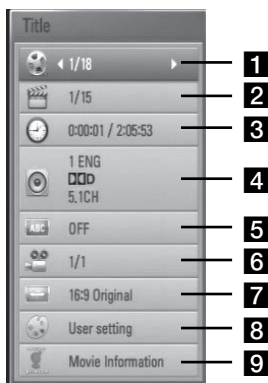 Title
1/18
1
1/15
2
0:00:01 / 2:05:53
3
1 ENG
DD D
5.1CH
4
ABC
OFF
5
1/1
6
16:9 Original
7
User setting
8
Movie Information
9